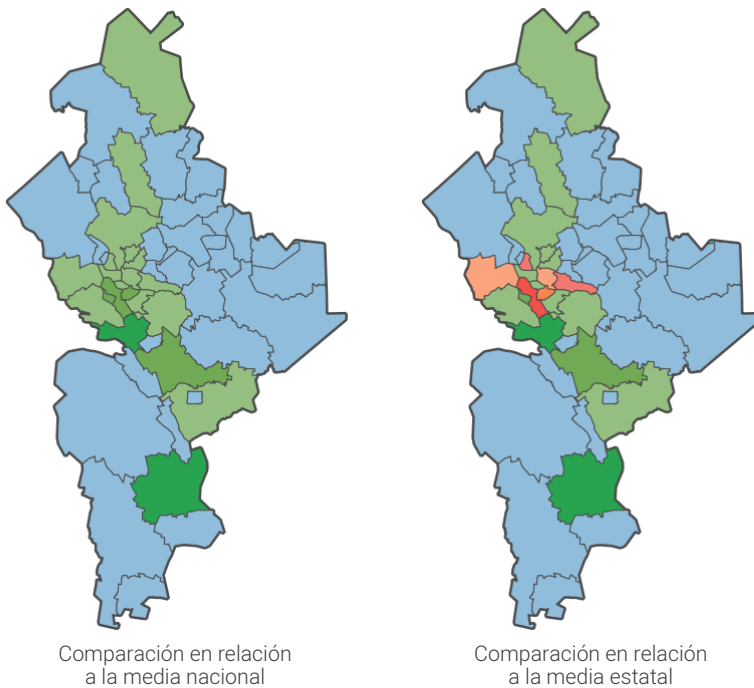 Comparación en relación
a la media nacional
Comparación en relación
a la media estatal